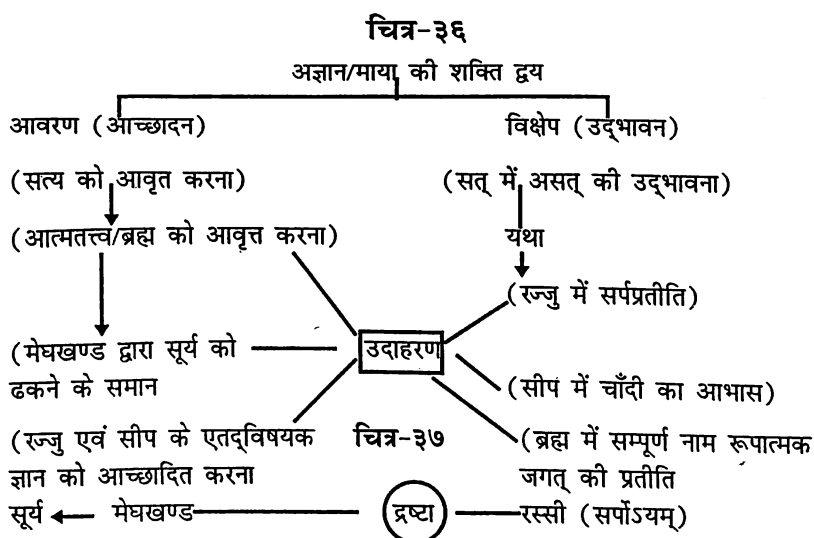 चित्र-३६
अज्ञान/माया की शक्ति द्वय
आवरण (आच्छादन)
विक्षेप (उद्‌भावन)
(सत्य को आवृत करना)
(सत् में असत् की उद्‌भावना)
(आत्मतत्त्व/ब्रह्म को आवृत्त करना)
यथा
(रज्जु में सर्पप्रतीति)
(मेघखण्ड द्वारा सूर्य को
ढकने के समान
उदाहरण
(सीप में चाँदी का आभास)
(रज्जु एवं सीप के एतद्‌विषयक
ज्ञान को आच्छादित करना
चित्र-३७
(ब्रह्म में सम्पूर्ण नाम रूपात्मक
जगत् की प्रतीति
सूर्य मेघखण्ड द्रष्टा रस्सी (सर्पोऽयम्)